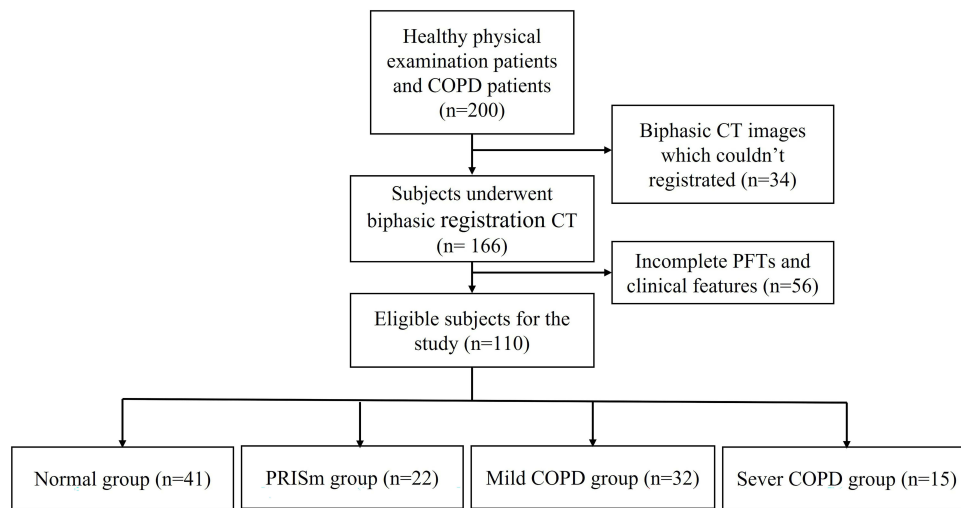 Healthy physical
examination patients
and COPD patients
(n=200)
Biphasic CT images
which couldn’t
registrated (n=34)
Subjects underwent
biphasic registration CT
(n= 166)
Incomplete PFTs and
clinical features (n=56)
Eligible subjects for the
study (n=110)
Normal group (n=41)
PRISm group (n=22)
Mild COPD group (n=32)
Sever COPD group (n=15)